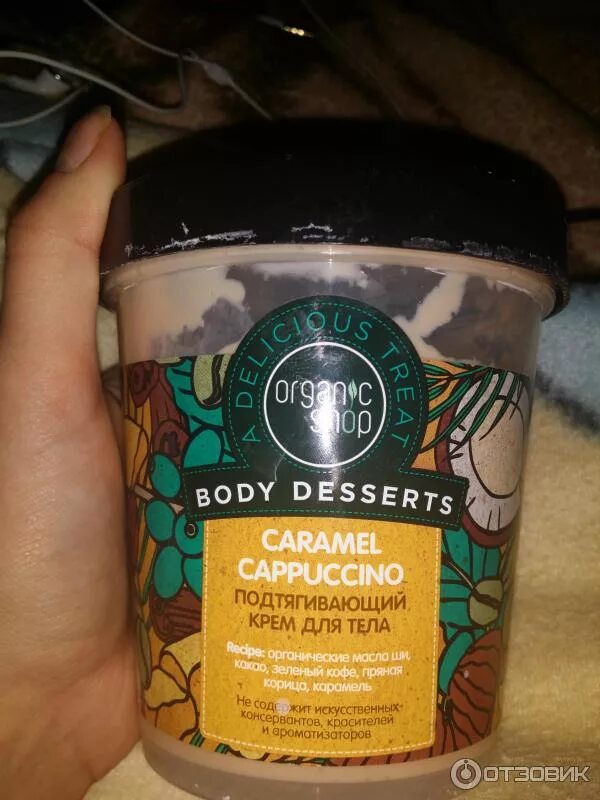 A DELICIOUS TREAT
organic
shop
BODY DESSERTS
CARAMEL
CAPPUCCINO
ПОДТЯГИВАЮЩИЙ
КРЕМ ДЛЯ ТЕЛА
Recipe: органические масла ши,
какао, зеленый кофе, пряная
корица, карамель
Не содержит искусственных
консервантов, красителей
и ароматизаторов
ОТЗОВИК